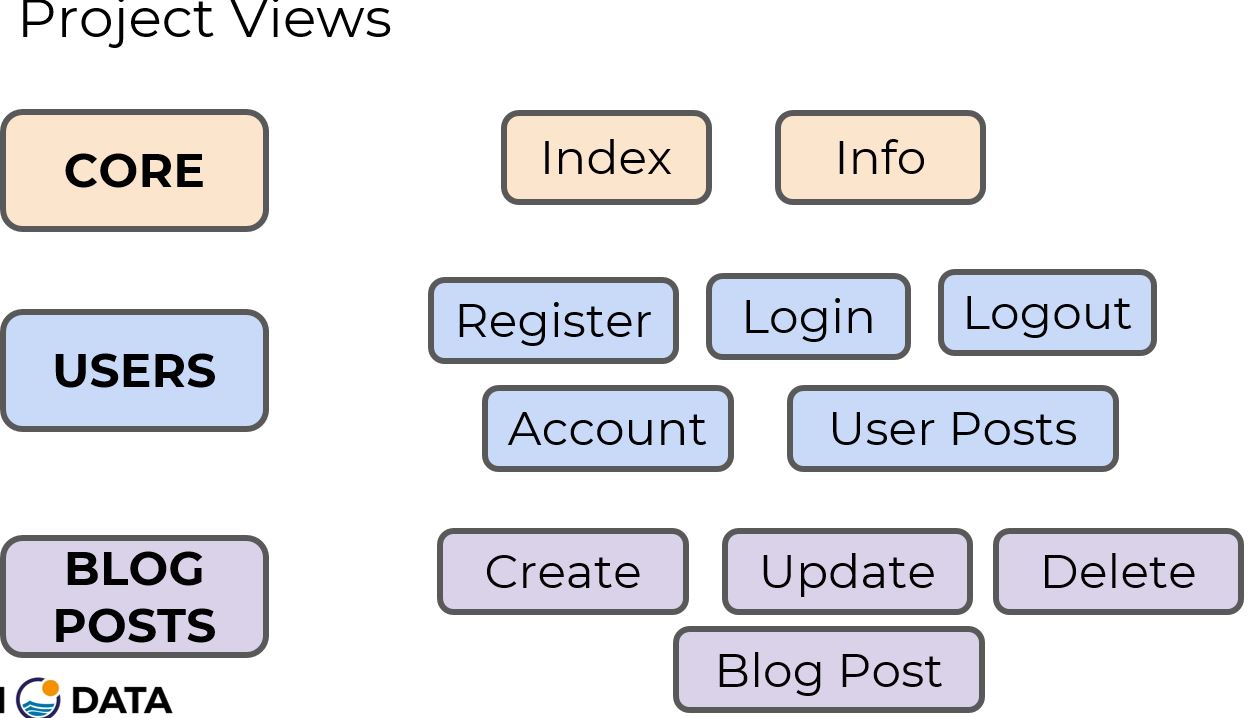 Project Views
CORE
Index
Info
USERS
Register
Login
Logout
Account
User Posts
BLOG
POSTS
Create
Update
Delete
Blog Post
DATA